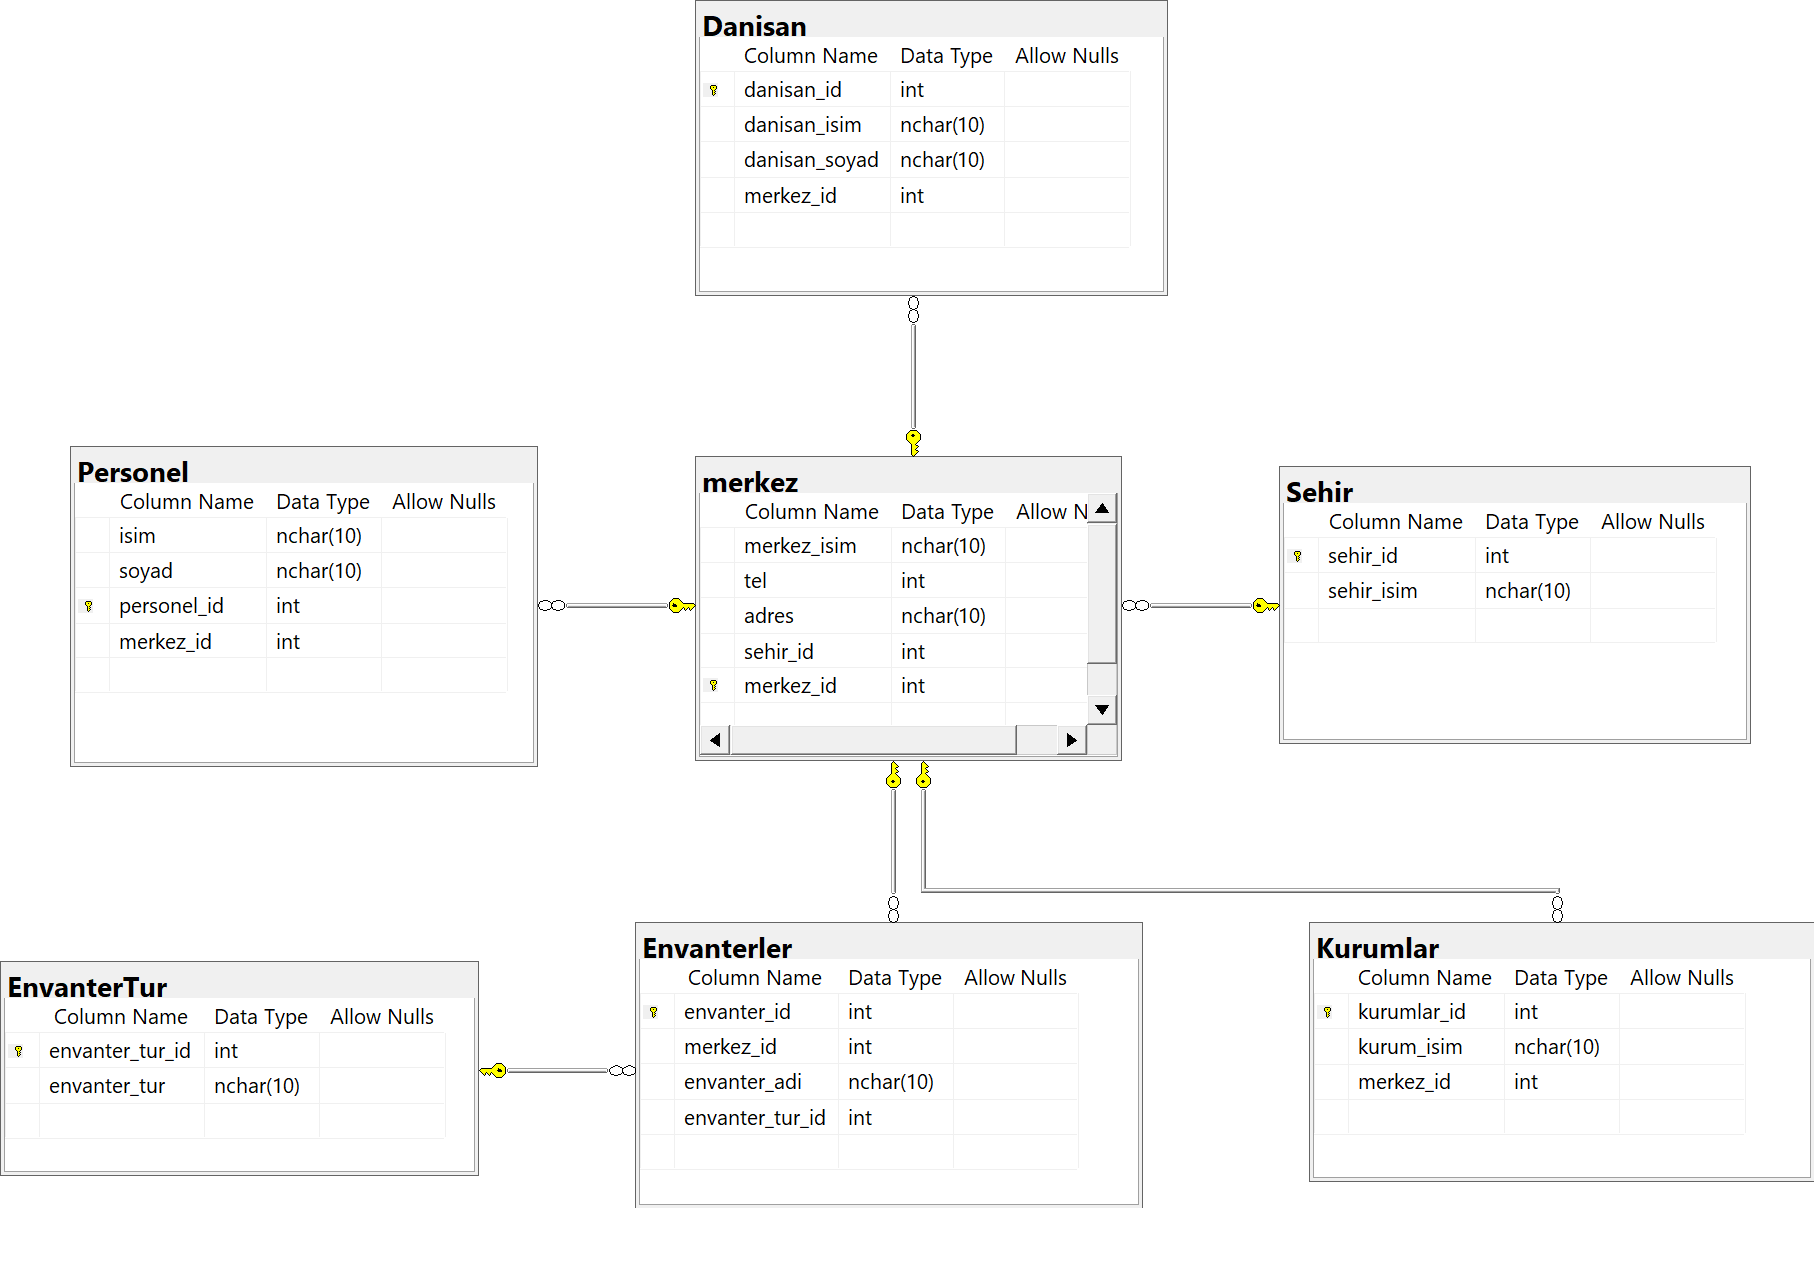 Danisan
Column Name Data Type Allow Nulls
danisan_id int
danisan_isim nchar(10)
danisan_soyad nchar(10)
merkez_id int
Personel
Column Name Data Type Allow Nulls
isim nchar(10)
soyad nchar(10)
personel_id int
merkez_id int
merkez
Column Name Data Type Allow N
merkez_isim nchar(10)
tel int
adres nchar(10)
sehir_id int
merkez_id int
Sehir
Column Name Data Type Allow Nulls
sehir_id int
sehir_isim nchar(10)
EnvanterTur
Column Name Data Type Allow Nulls
envanter_tur_id int
envanter_tur nchar(10)
Envanterler
Column Name Data Type Allow Nulls
envanter_id int
merkez_id int
envanter_adi nchar(10)
envanter_tur_id int
Kurumlar
Column Name Data Type Allow Nulls
kurumlar_id int
kurum_isim nchar(10)
merkez_id int